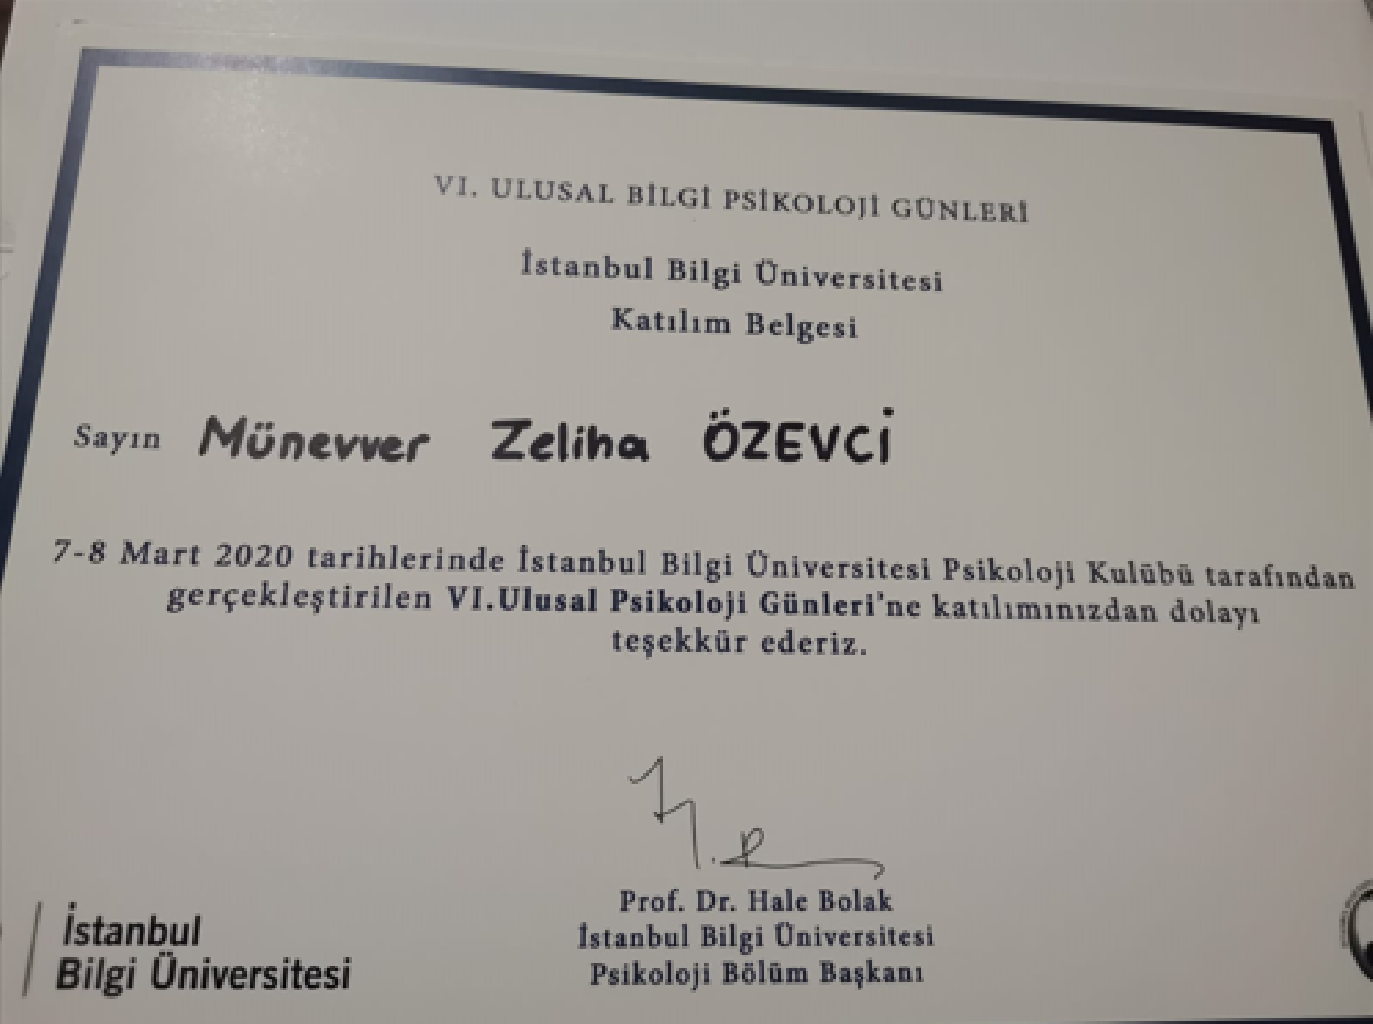 VI. ULUSAL BİLGİ PSİKOLOJİ GÜNLERİ
İstanbul Bilgi Üniversitesi
Katılım Belgesi
Sayın Münevver Zeliha ÖZEVCİ
7-8 Mart 2020 tarihlerinde İstanbul Bilgi Üniversitesi Psikoloji Kulübü tarafından
gerçekleştirilen VI.Ulusal Psikoloji Günleri'ne katılımınızdan dolayı
teşekkür ederiz.
Prof. Dr. Hale Bolak
İstanbul Bilgi Üniversitesi
Psikoloji Bölüm Başkanı
İstanbul
Bilgi Üniversitesi